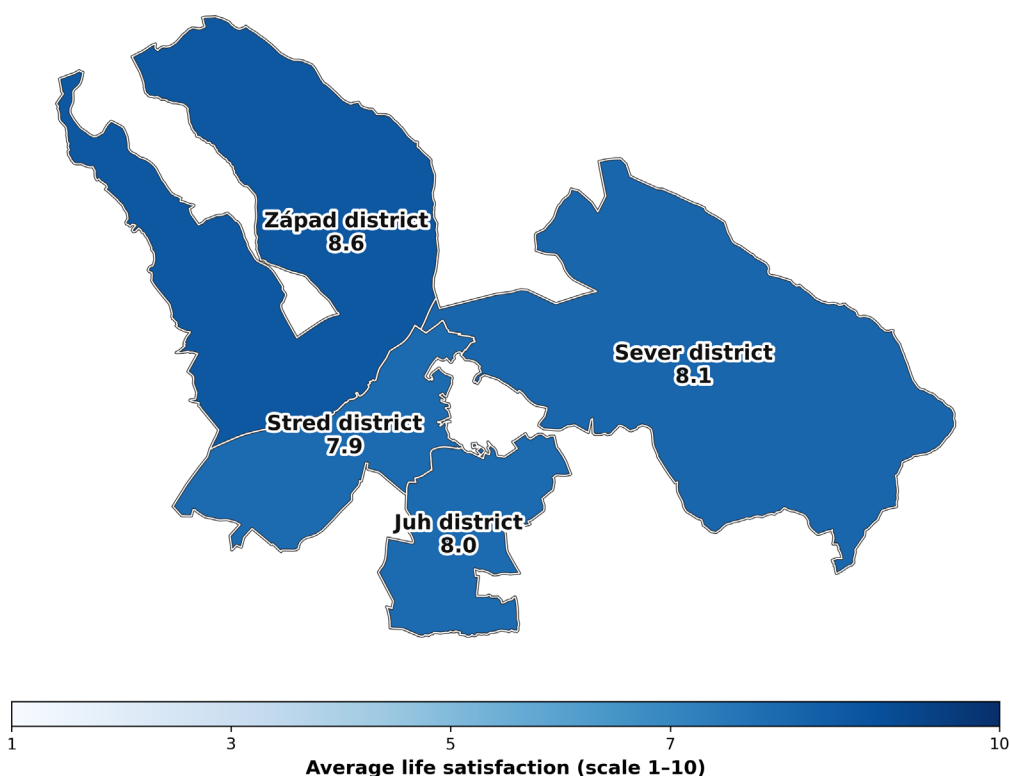 Západ district
8.6
Sever district
8.1
Stred district
7.9
Juh district
8.0
1 3 5 7 10
Average life satisfaction (scale 1–10)